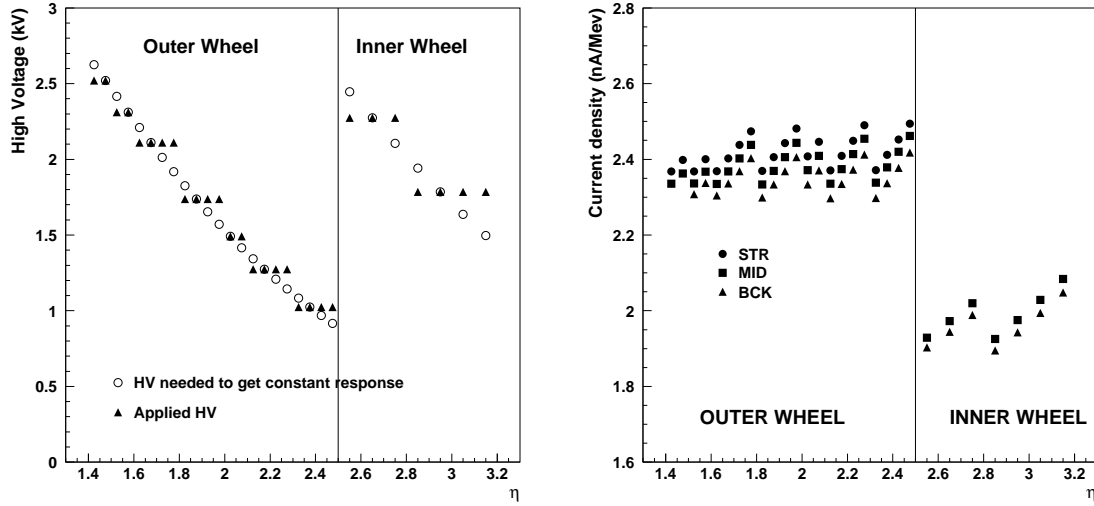 High Voltage (kV)
3
2.5
2
1.5
1
0.5
0
Outer Wheel
Inner Wheel
HV needed to get constant response
Applied HV
1.4 1.6 1.8 2 2.2 2.4 2.6 2.8 3 3.2
η
Current density (nA/Mev)
2.8
2.6
2.4
2.2
2
1.8
1.6
STR
MID
BCK
OUTER WHEEL
INNER WHEEL
1.4 1.6 1.8 2 2.2 2.4 2.6 2.8 3 3.2
η